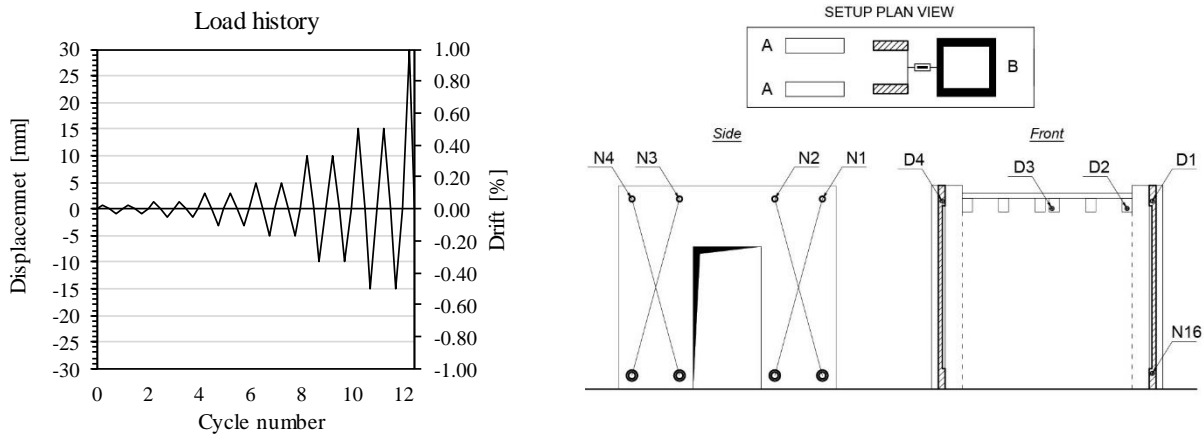 Load history
Displacemnet [mm]
30
25
20
15
10
5
0
-5
-10
-15
-20
-25
-30
1.00
0.80
0.60
0.40
0.20
0.00
-0.20
-0.40
-0.60
-0.80
-1.00
Drift [%]
0 2 4 6 8 10 12
Cycle number
SETUP PLAN VIEW
A
A
B
Side
Front
N4 N3 N2 N1
D4 D3 D2 D1
N16